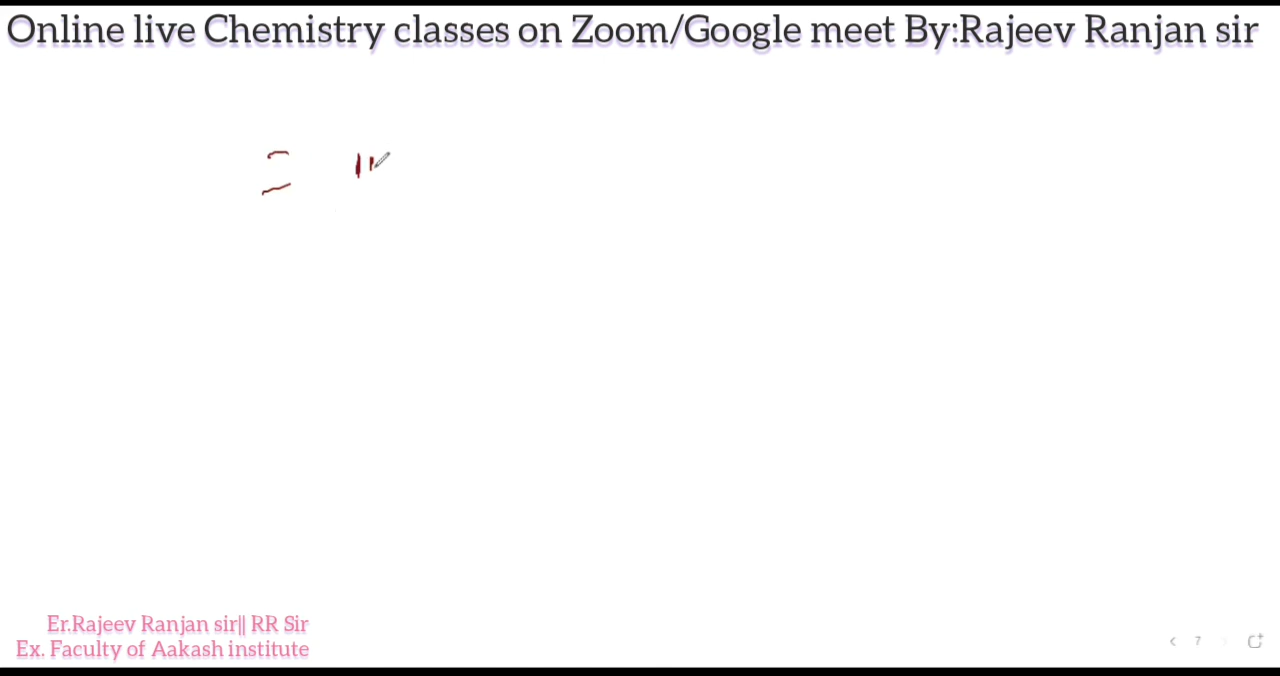 Online live Chemistry classes on Zoom/Google meet By:Rajeev Ranjan sir
=
Er.Rajeev Ranjan sir|| RR Sir
Ex. Faculty of Aakash institute
< 7 >